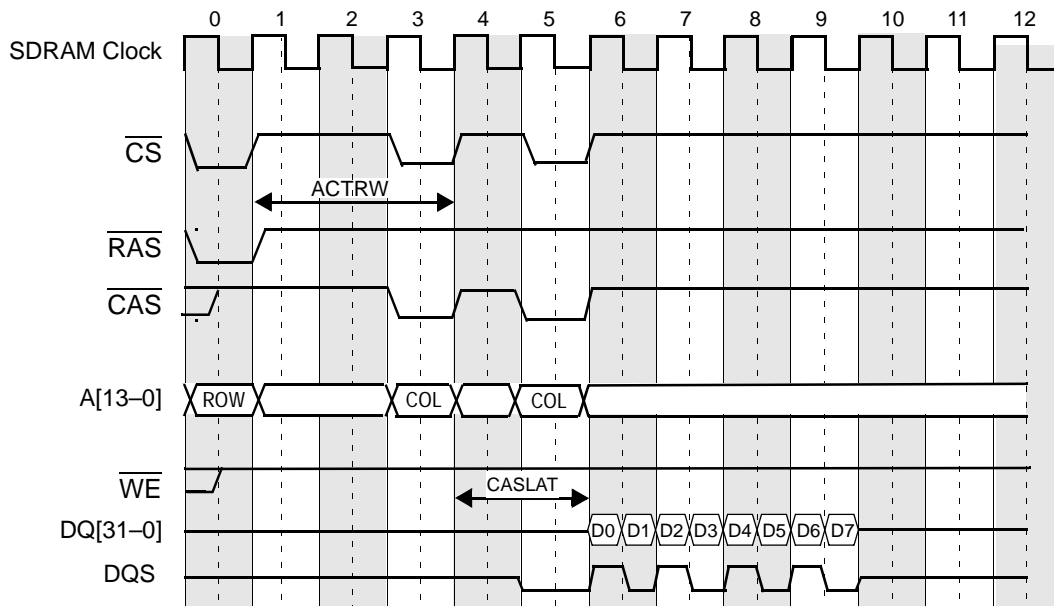 0 1 2 3 4 5 6 7 8 9 10 11 12
SDRAM Clock
CS
ACTRW
RAS
CAS
A[13–0] ROW COL COL
WE
CASLAT
DQ[31–0] D0 D1 D2 D3 D4 D5 D6 D7
DQS